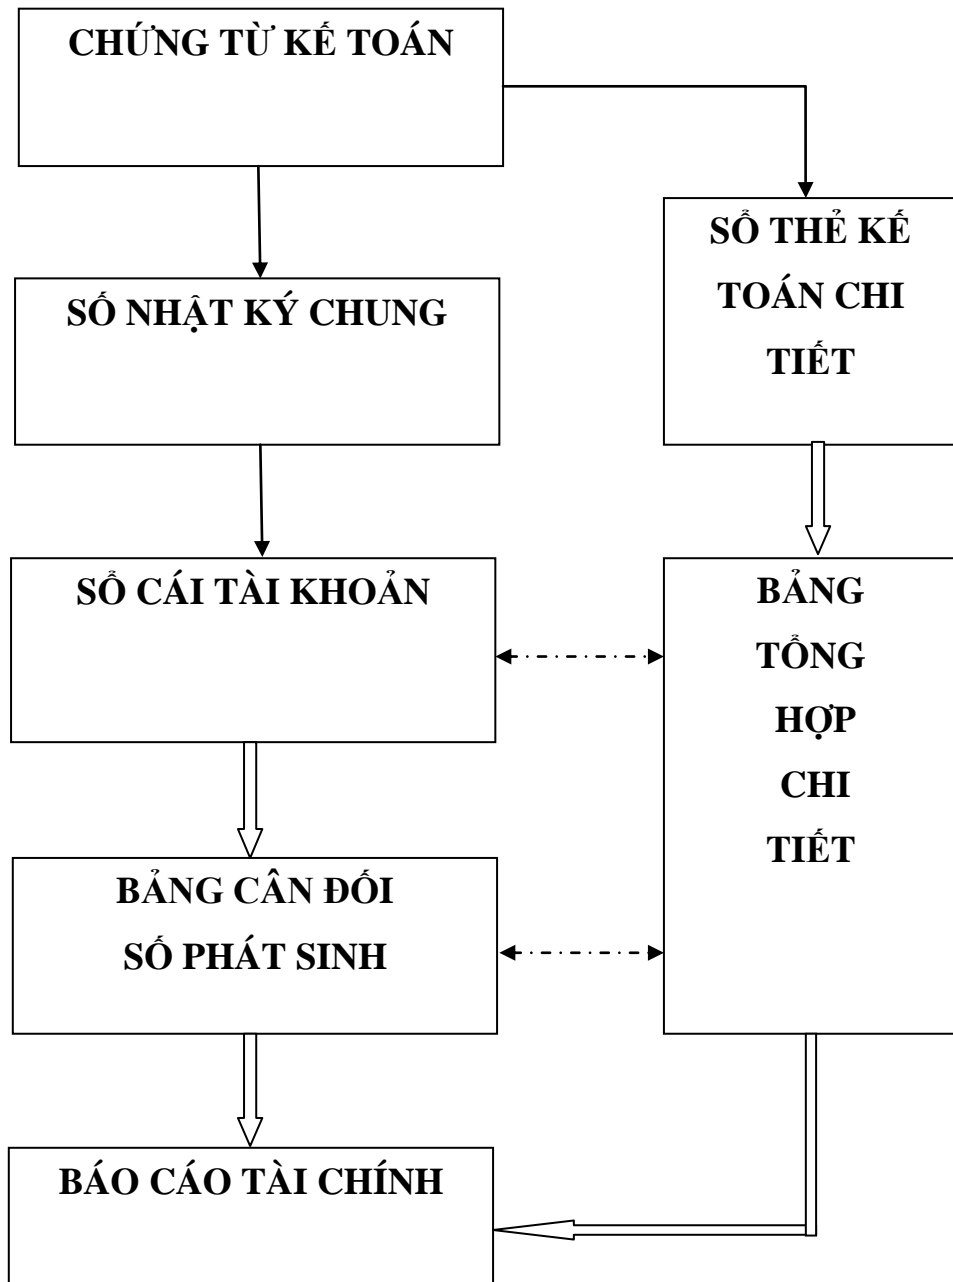 CHỨNG TỪ KẾ TOÁN
SỔ THẺ KẾ
TOÁN CHI
TIẾT
SỐ NHẬT KÝ CHUNG
SỔ CÁI TÀI KHOẢN
BẢNG
TỔNG
HỢP
CHI
TIẾT
BẢNG CÂN ĐỐI
SỐ PHÁT SINH
BÁO CÁO TÀI CHÍNH